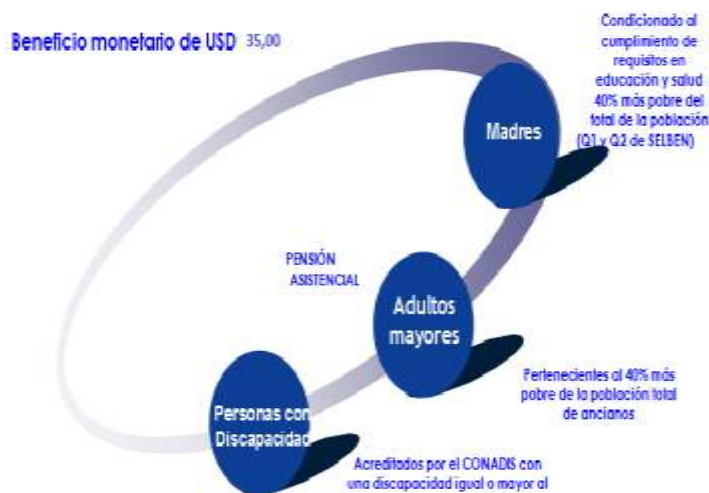 Beneficio monetario de USD 35,00
Condicionado al
cumplimiento de
requisitos en
educación y salud
40% más pobre del
total de la población
(Q1 y Q2 de SELBEN)
Madres
PENSIÓN
ASISTENCIAL
Adultos
mayores
Pertenecientes al 40% más
pobre de la población total
de ancianos
Personas con
Discapacidad
Acreditados por el CONADIS con
una discapacidad igual o mayor al